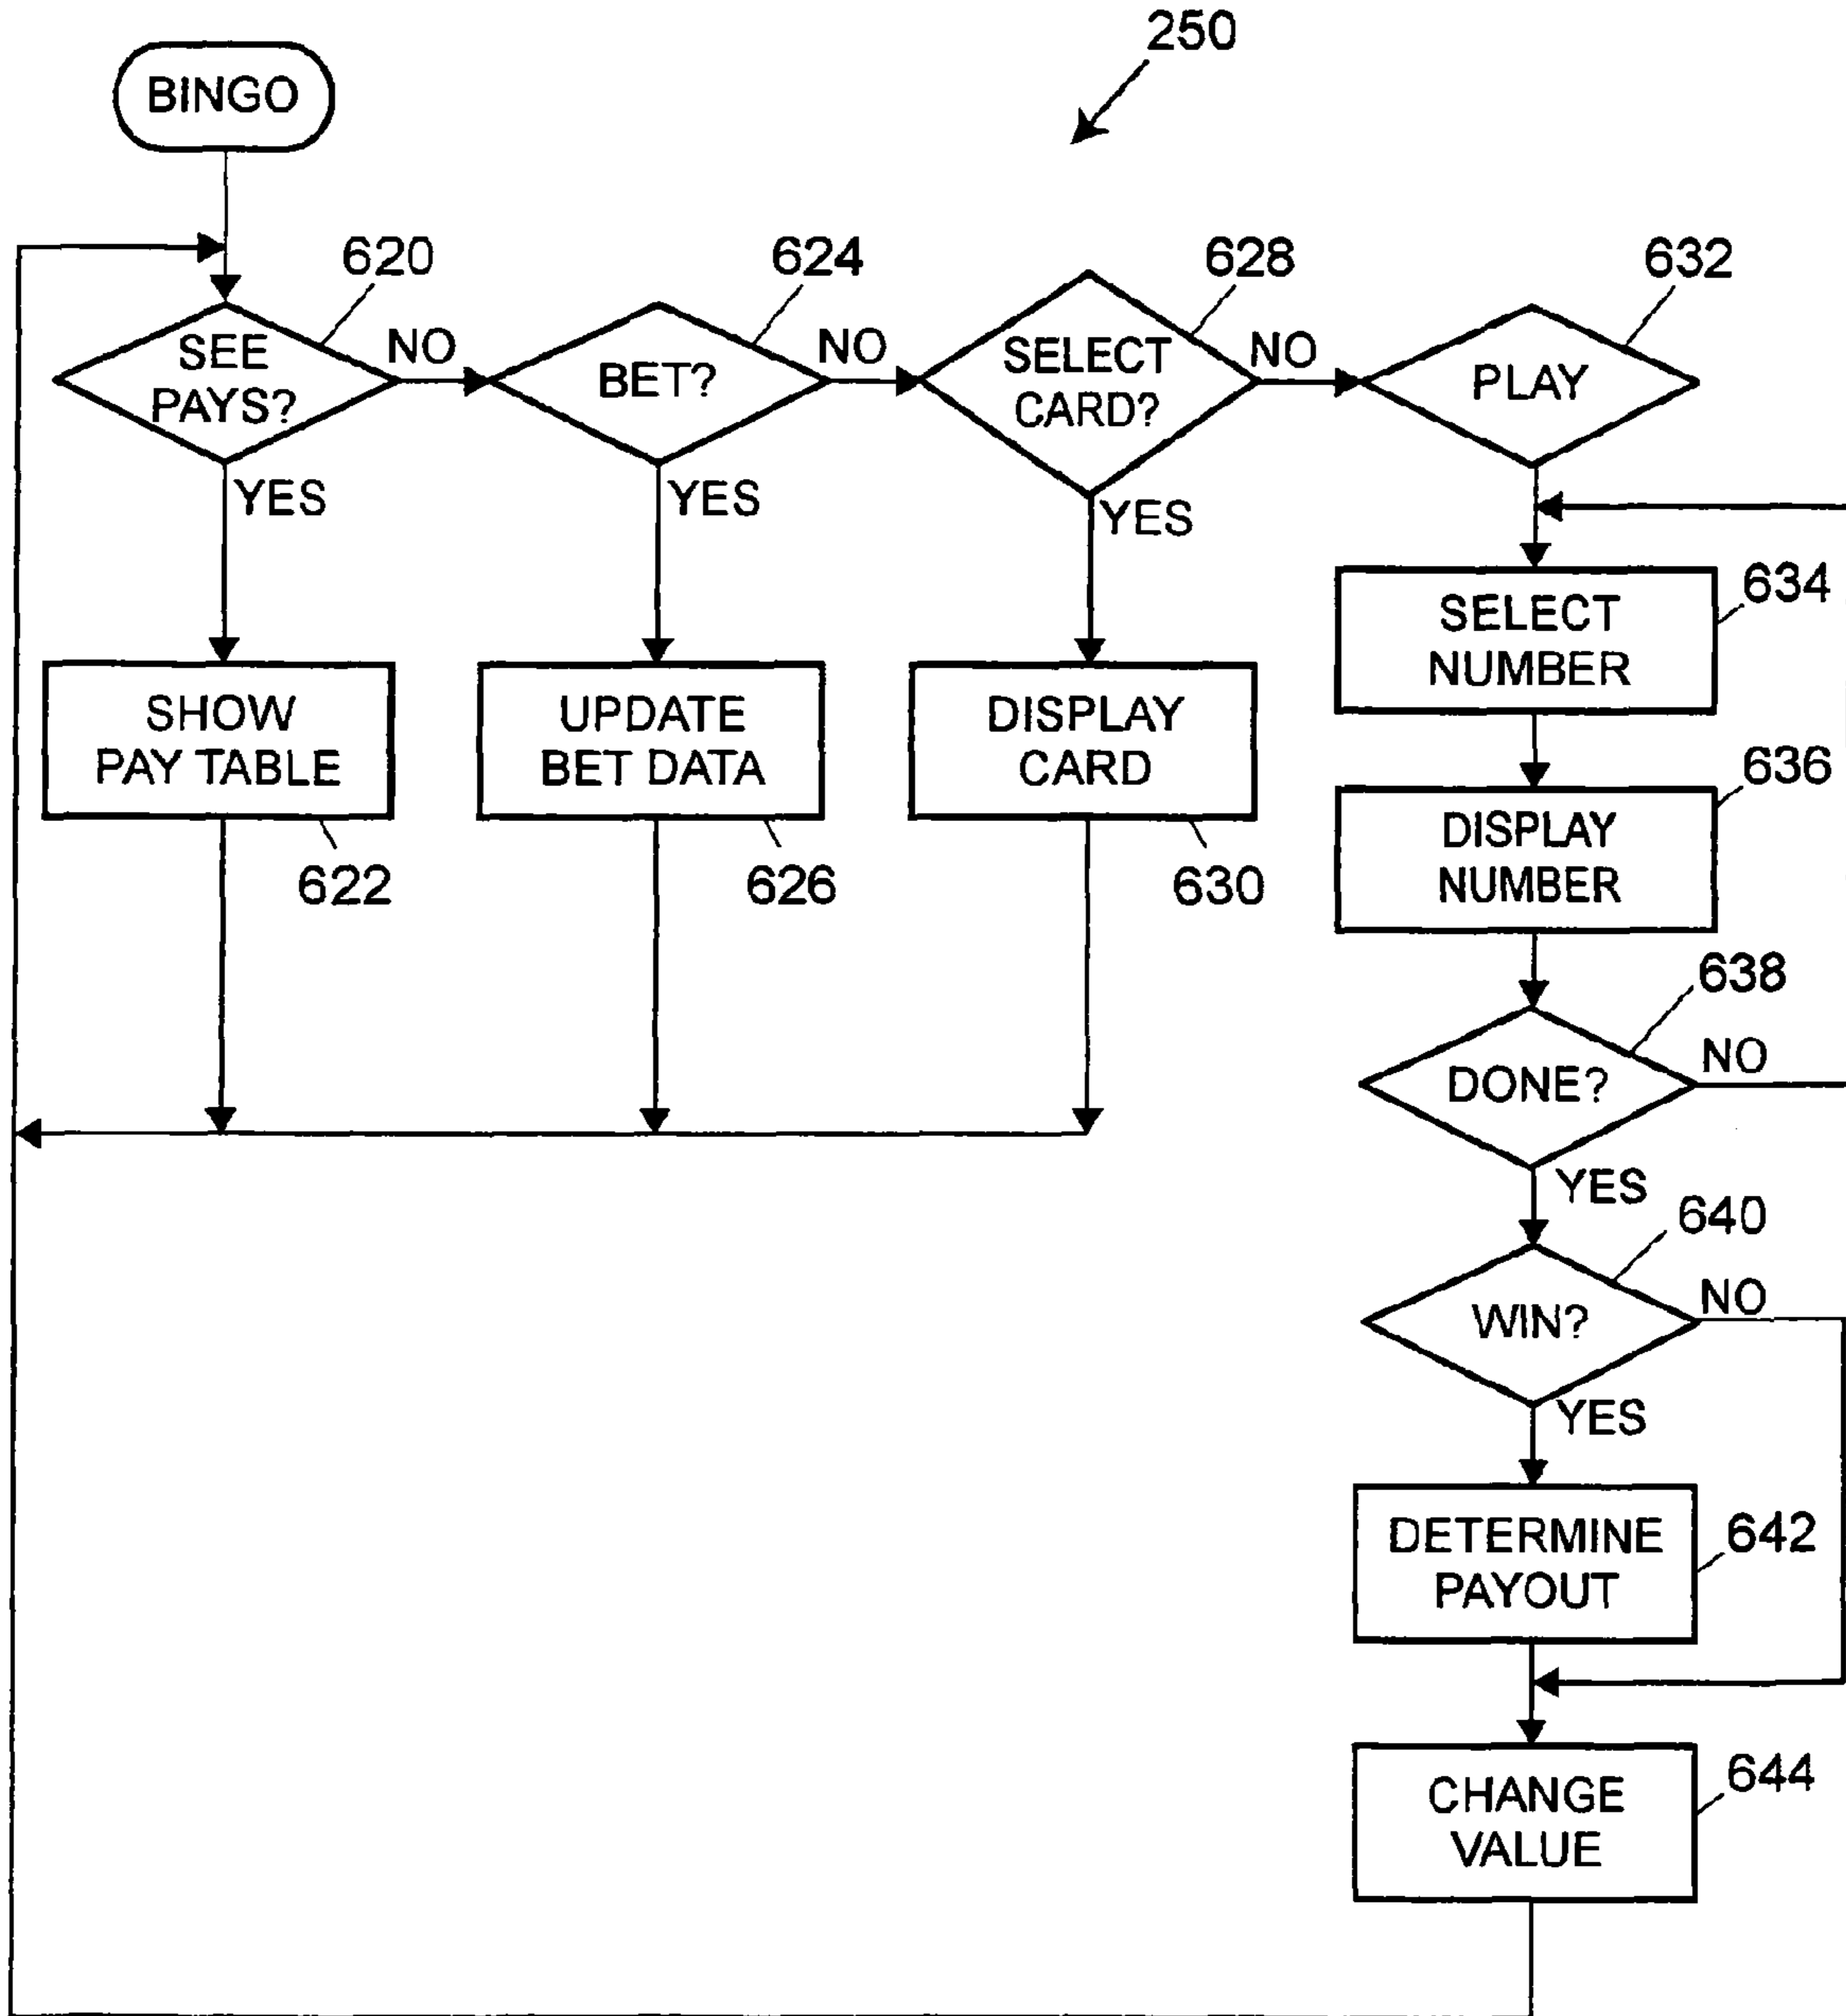 250
BINGO
620
SEE
PAYS?
NO
YES
624
BET?
NO
YES
628
SELECT
CARD?
NO
YES
632
PLAY
SHOW
PAY TABLE
622
UPDATE
BET DATA
626
DISPLAY
CARD
630
SELECT
NUMBER
634
DISPLAY
NUMBER
636
638
DONE?
NO
YES
640
WIN?
NO
YES
DETERMINE
PAYOUT
642
CHANGE
VALUE
644